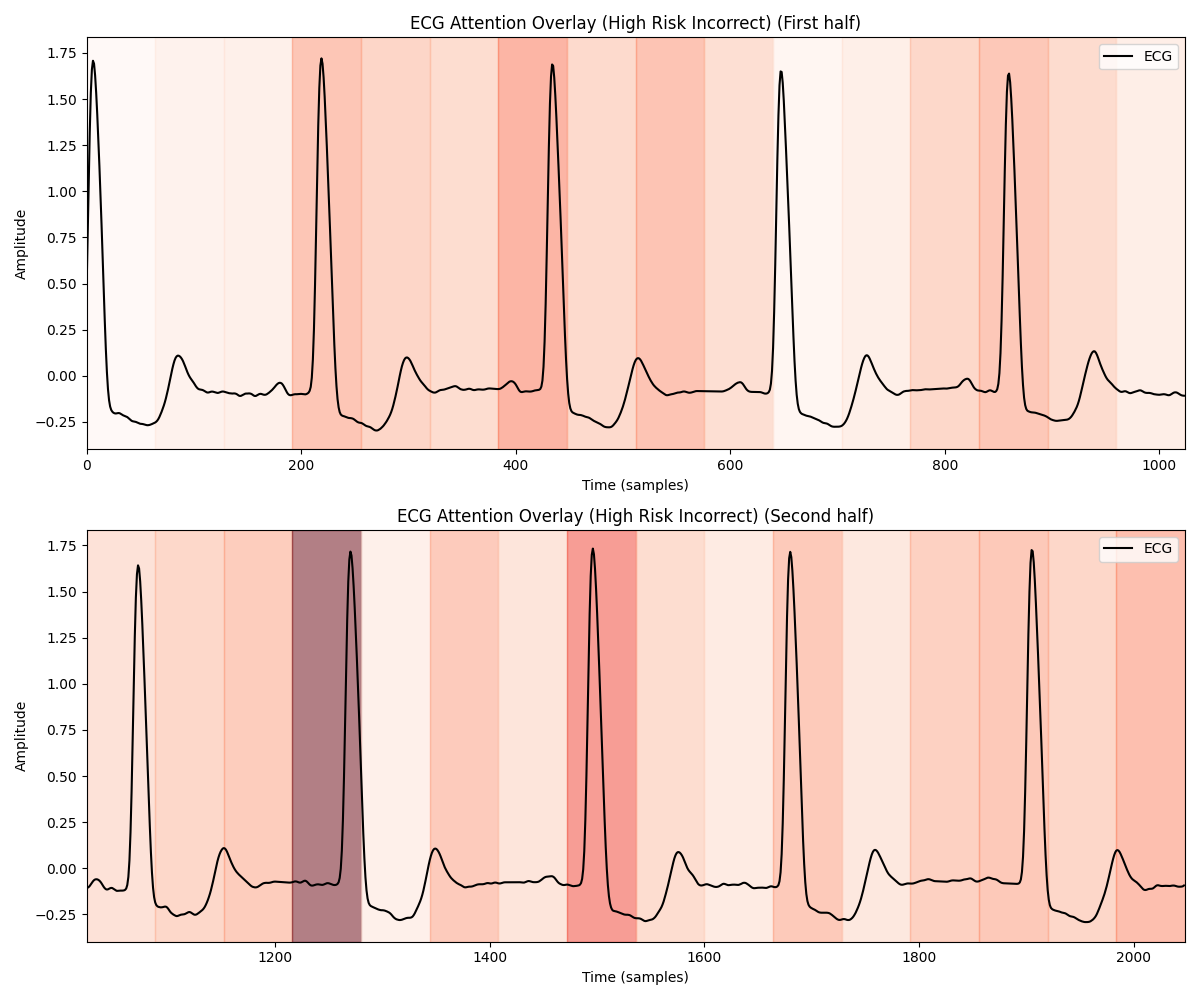 ECG Attention Overlay (High Risk Incorrect) (First half)
1.75
1.50
1.25
1.00
0.75
0.50
0.25
0.00
−0.25
Amplitude
ECG
0 200 400 600 800 1000
Time (samples)
ECG Attention Overlay (High Risk Incorrect) (Second half)
1.75
1.50
1.25
1.00
0.75
0.50
0.25
0.00
−0.25
Amplitude
ECG
1200 1400 1600 1800 2000
Time (samples)